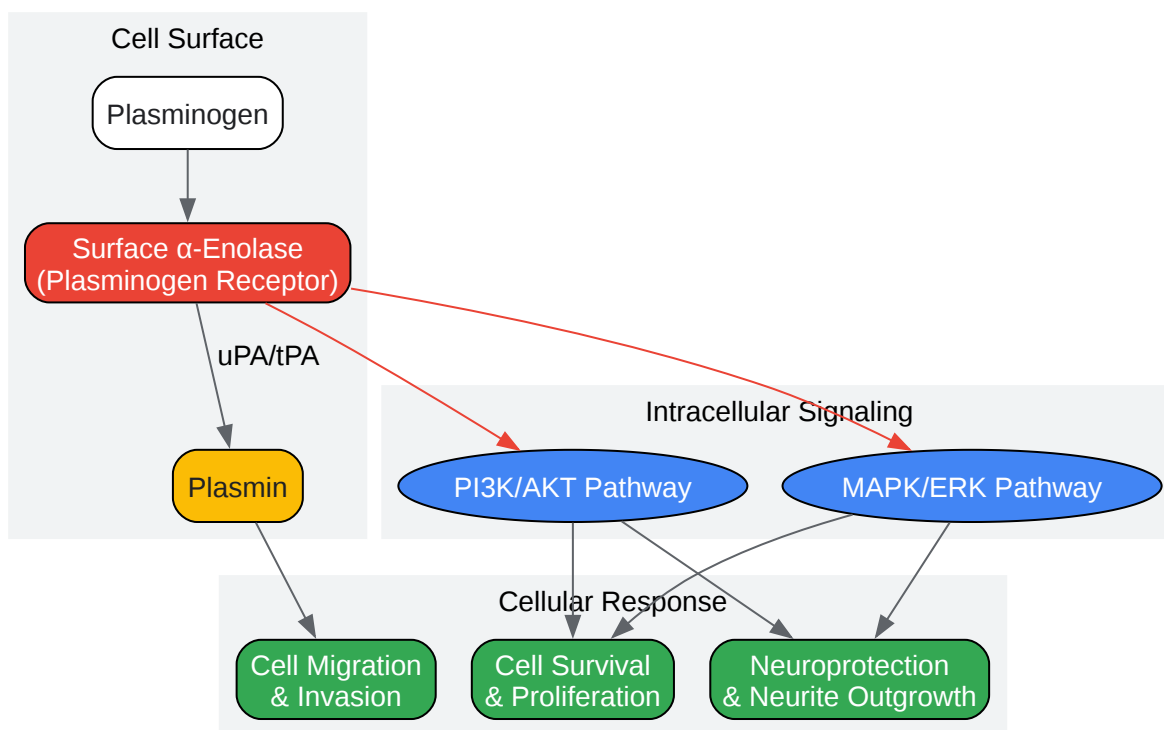 Cell Surface
Plasminogen
Surface α-Enolase
(Plasminogen Receptor)
uPA/tPA
Intracellular Signaling
Plasmin
PI3K/AKT Pathway
MAPK/ERK Pathway
Cellular Response
Cell Migration
& Invasion
Cell Survival
& Proliferation
Neuroprotection
& Neurite Outgrowth